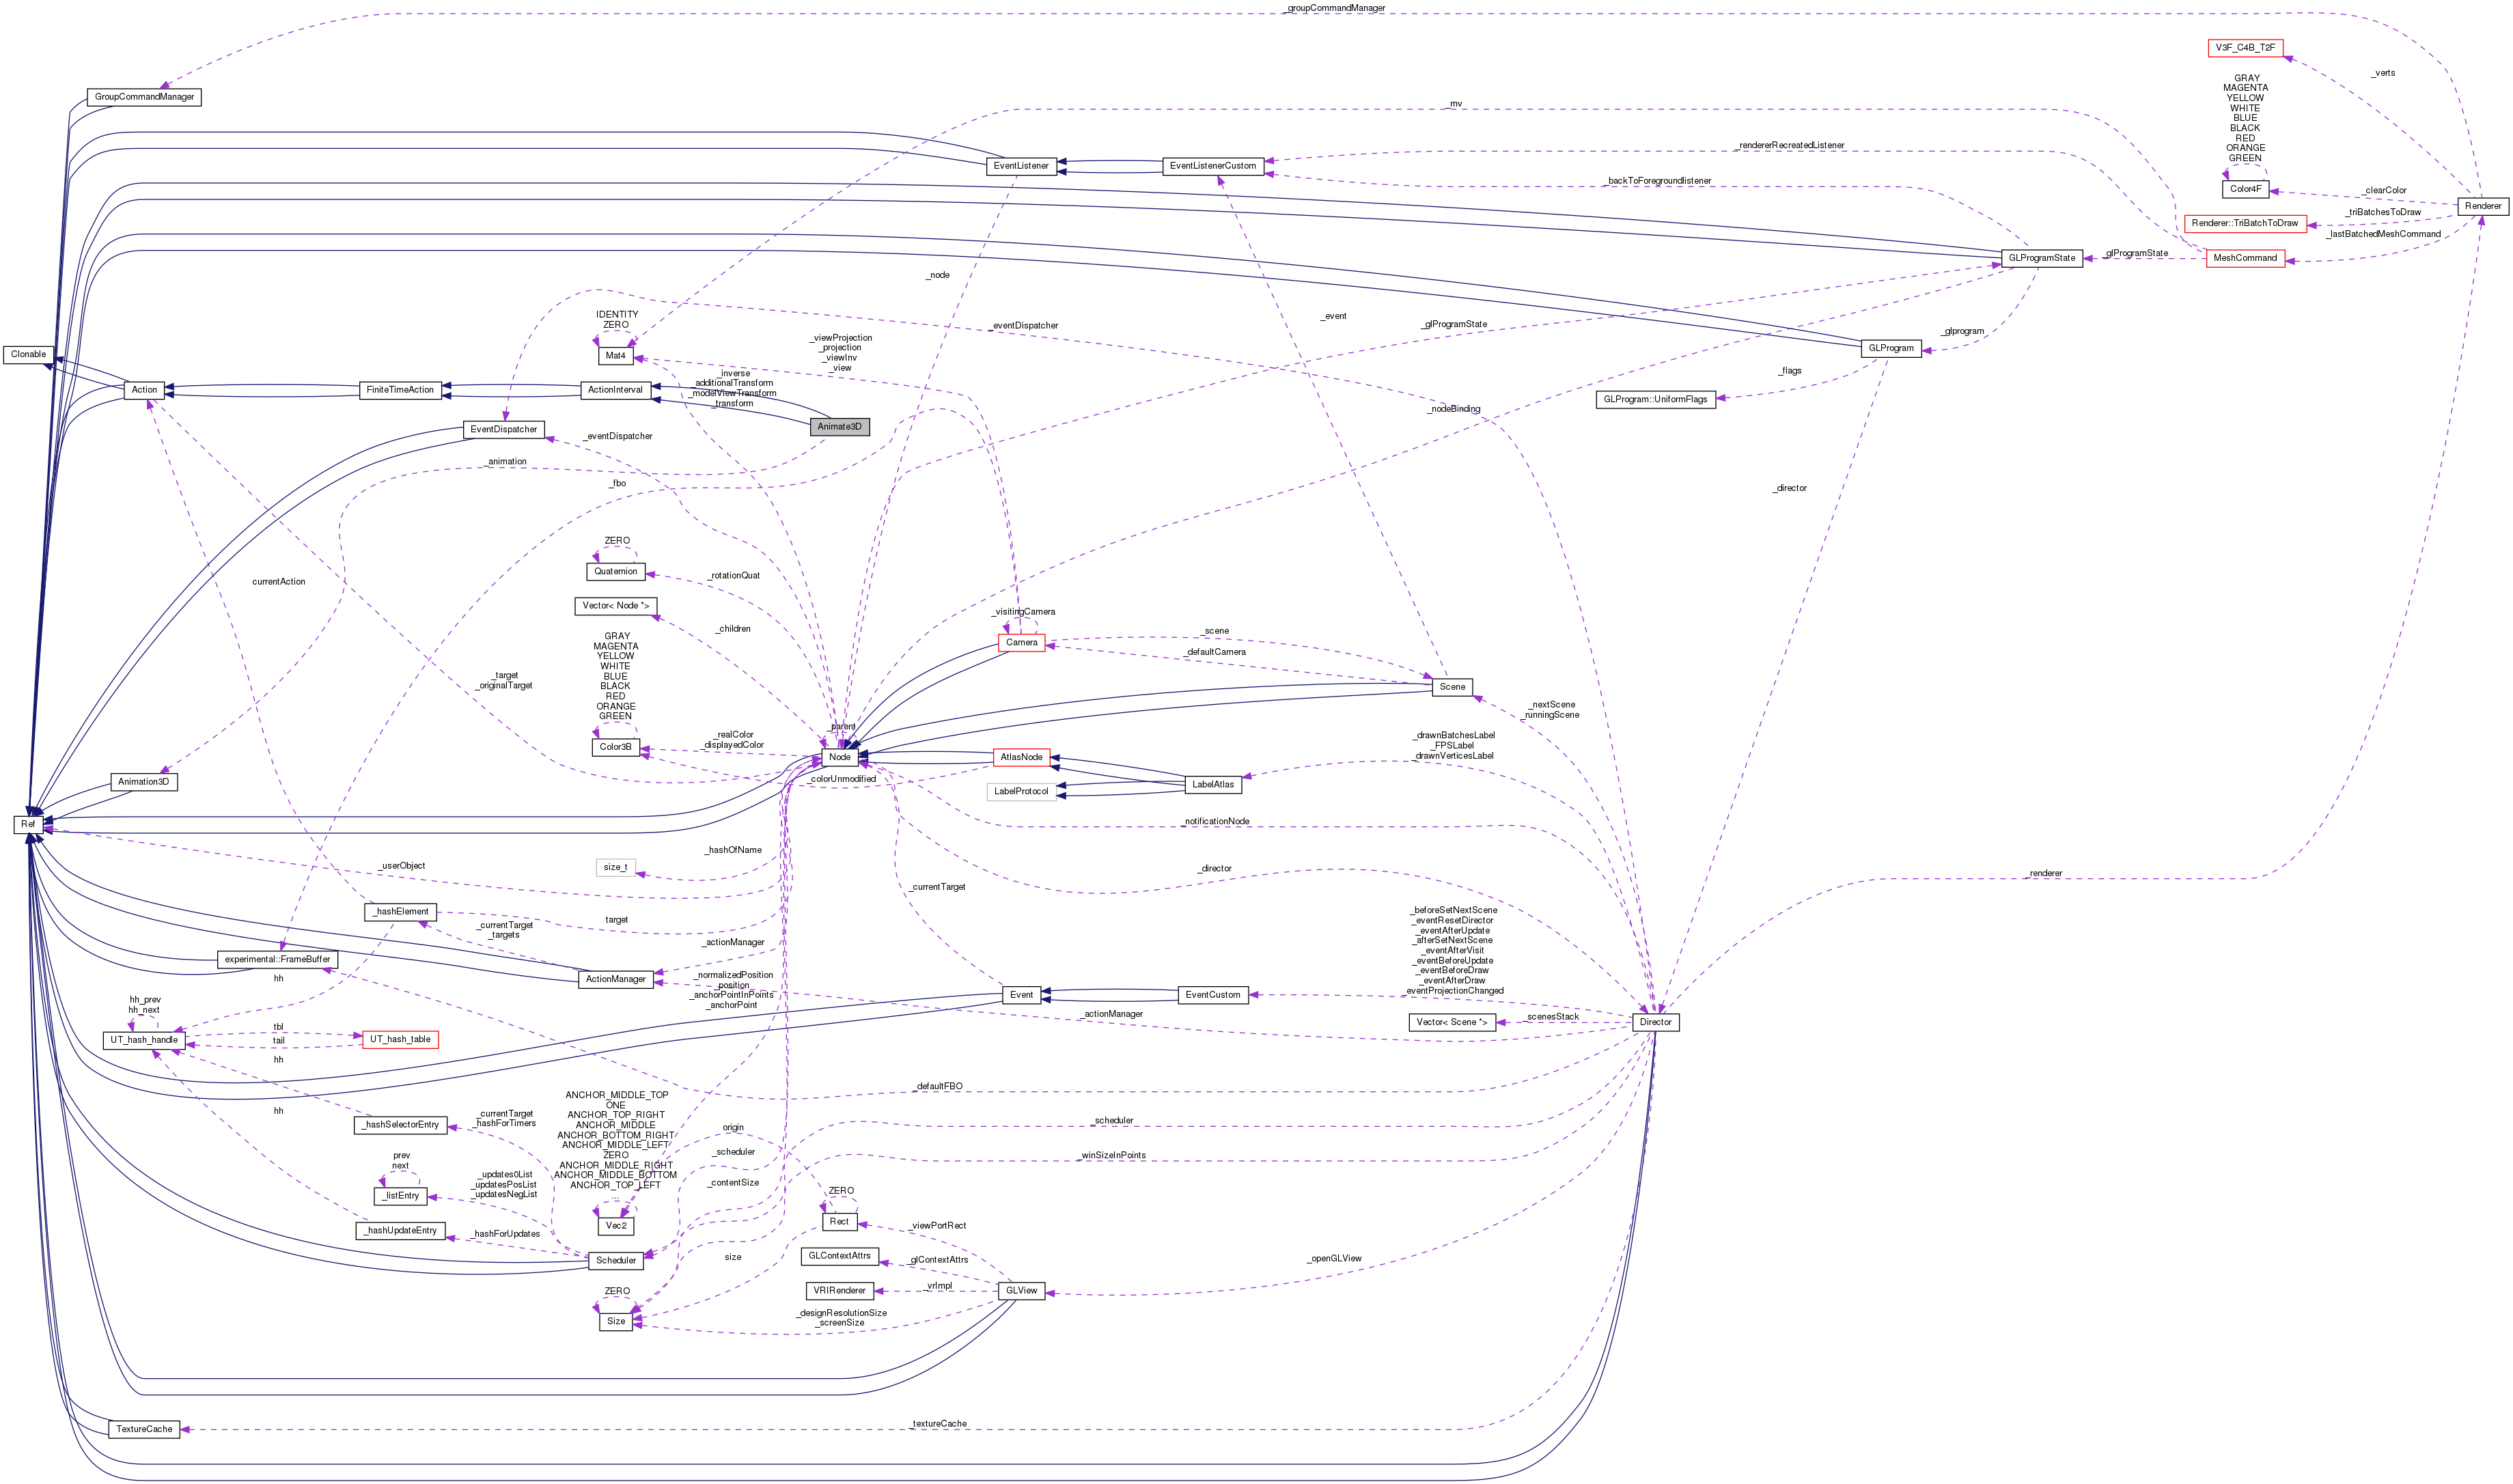 _groupCommandManager
V3F_C4B_T2F
_verts
GRAY
MAGENTA
YELLOW
WHITE
BLUE
BLACK
RED
ORANGE
GREEN
GroupCommandManager
_mv
_rendererRecreatedListener
EventListener
EventListenerCustom
_backToForegroundlistener
Color4F
_clearColor
Renderer
_triBatchesToDraw
Renderer::TriBatchToDraw
_lastBatchedMeshCommand
_glProgramState
GLProgramState
MeshCommand
_node
IDENTITY
ZERO
_eventDispatcher
_event
_glProgramState
_glprogram
Clonable
Mat4
_viewProjection
_projection
_viewInv
_view
GLProgram
_inverse
_additionalTransform
_modelViewTransform
_transform
_flags
Action
FiniteTimeAction
ActionInterval
GLProgram::UniformFlags
_nodeBinding
Animate3D
EventDispatcher
_eventDispatcher
_animation
_fbo
_director
ZERO
Quaternion
_rotationQuat
currentAction
Vector< Node *>
_children
_visitingCamera
Camera
_scene
_defaultCamera
GRAY
MAGENTA
YELLOW
WHITE
BLUE
BLACK
RED
ORANGE
GREEN
_target
_originalTarget
Scene
_nextScene
_runningScene
_parent
_realColor
_displayedColor
Color3B
Node
AtlasNode
_drawnBatchesLabel
_FPSLabel
_drawnVerticesLabel
_colorUnmodified
Animation3D
LabelProtocol
LabelAtlas
Ref
_notificationNode
_hashOfName
size_t
_userObject
_director
_renderer
_currentTarget
_hashElement
target
_currentTarget
_targets
_actionManager
_beforeSetNextScene
_eventResetDirector
_eventAfterUpdate
_afterSetNextScene
_eventAfterVisit
_eventBeforeUpdate
_eventBeforeDraw
_eventAfterDraw
_eventProjectionChanged
experimental::FrameBuffer
hh
ActionManager
_normalizedPosition
_position
_anchorPointInPoints
_anchorPoint
Event
EventCustom
hh_prev
hh_next
_actionManager
Vector< Scene *>
_scenesStack
Director
tbl
tail
UT_hash_handle
UT_hash_table
hh
_defaultFBO
ANCHOR_MIDDLE_TOP
ONE
ANCHOR_TOP_RIGHT
ANCHOR_MIDDLE
ANCHOR_BOTTOM_RIGHT
ANCHOR_MIDDLE_LEFT
ZERO
ANCHOR_MIDDLE_RIGHT
ANCHOR_MIDDLE_BOTTOM
ANCHOR_TOP_LEFT
...
hh
_hashSelectorEntry
_currentTarget
_hashForTimers
origin
_scheduler
_scheduler
_winSizeInPoints
prev
next
_listEntry
_updates0List
_updatesPosList
_updatesNegList
_contentSize
ZERO
Vec2
Rect
_viewPortRect
_hashUpdateEntry
_hashForUpdates
Scheduler
size
GLContextAttrs
_glContextAttrs
_openGLView
ZERO
VRIRenderer
_vrImpl
GLView
Size
_designResolutionSize
_screenSize
TextureCache
_textureCache